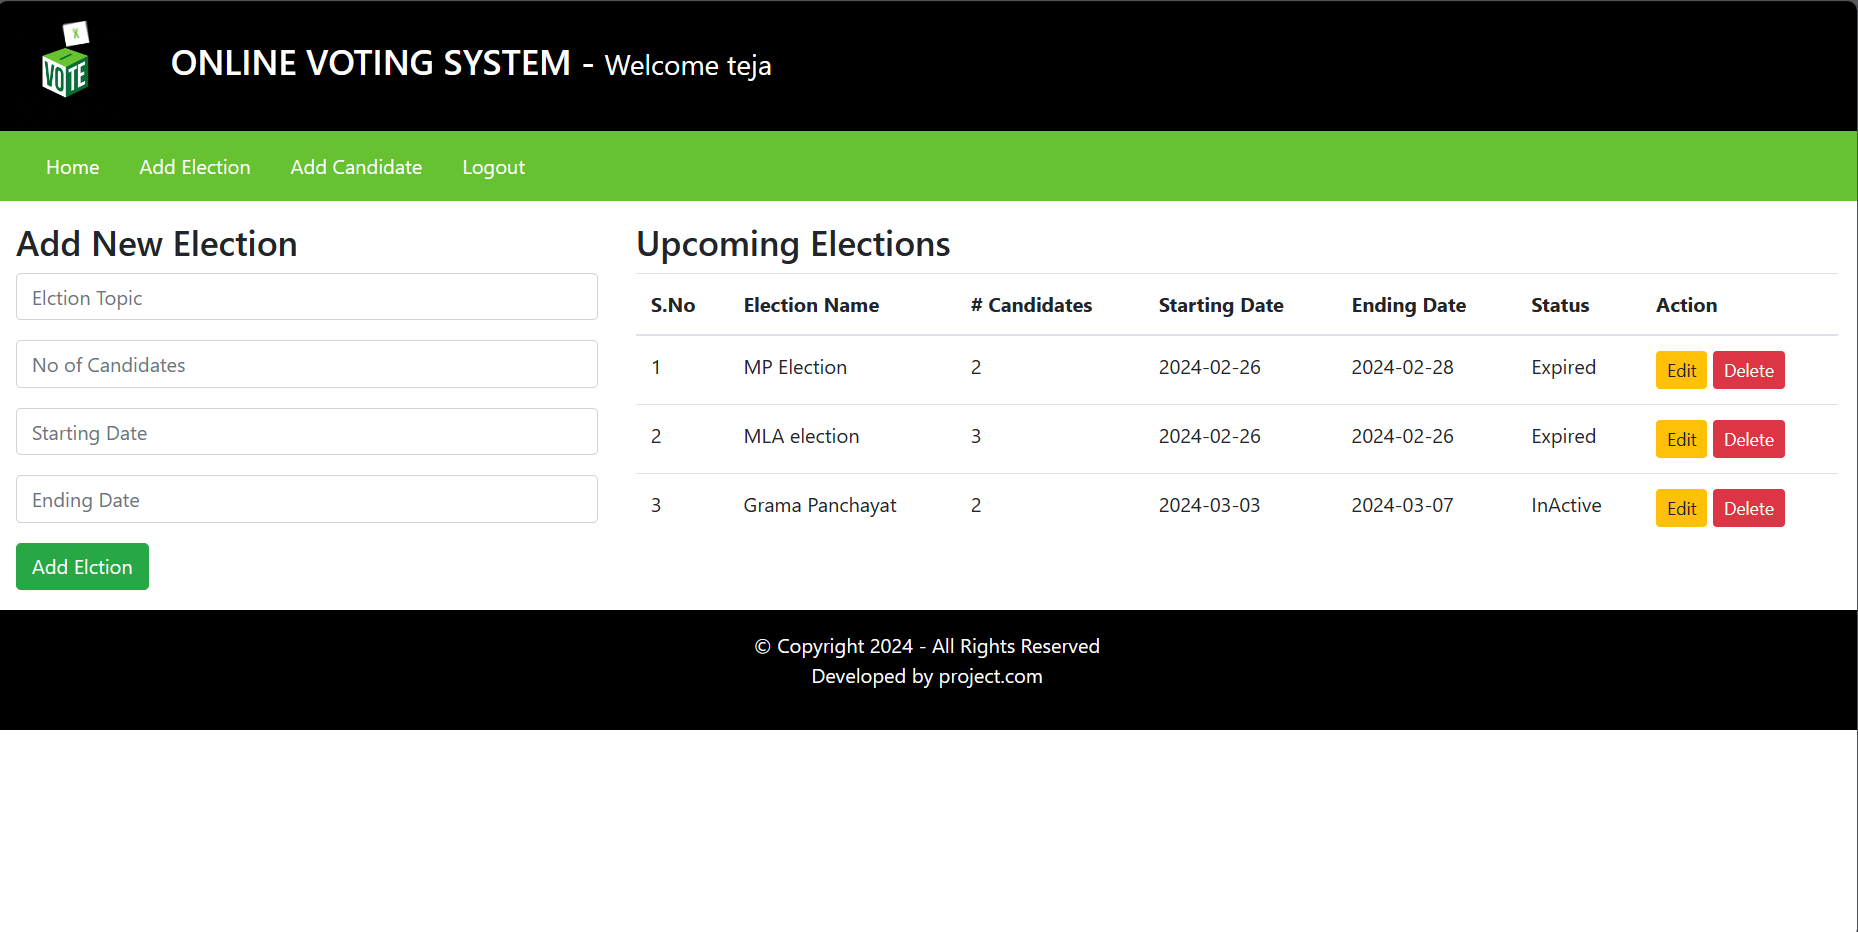 X
VOTE
ONLINE VOTING SYSTEM - Welcome teja
Home Add Election Add Candidate Logout
Add New Election
Elction Topic
No of Candidates
Starting Date
Ending Date
Add Elction
Upcoming Elections
S.No Election Name # Candidates Starting Date Ending Date Status Action
1 MP Election 2 2024-02-26 2024-02-28 Expired Edit Delete
2 MLA election 3 2024-02-26 2024-02-26 Expired Edit Delete
3 Grama Panchayat 2 2024-03-03 2024-03-07 InActive Edit Delete
© Copyright 2024 - All Rights Reserved
Developed by project.com